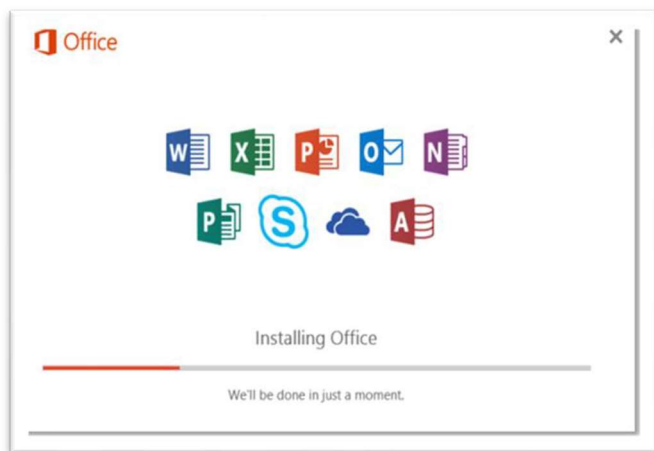 Office
W X P O N
P S A
Installing Office
We'll be done in just a moment.